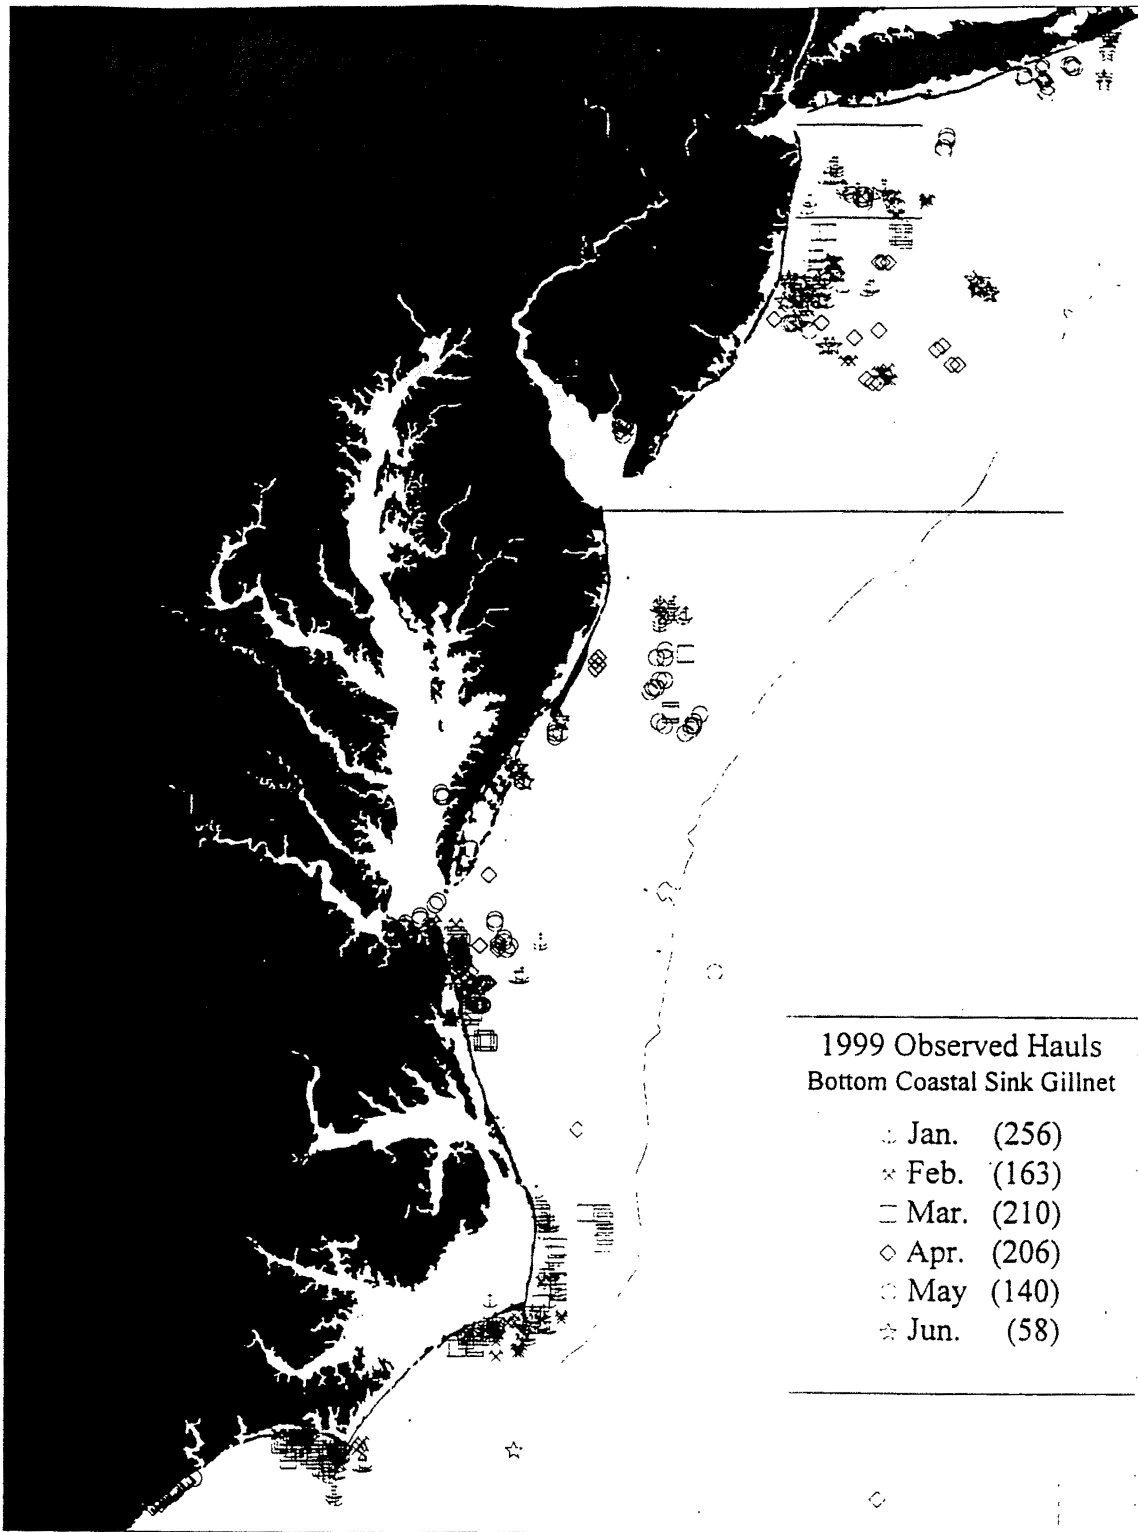 1999 Observed Hauls
Bottom Coastal Sink Gillnet
Jan. (256)
Feb. (163)
Mar. (210)
Apr. (206)
May (140)
Jun. (58)